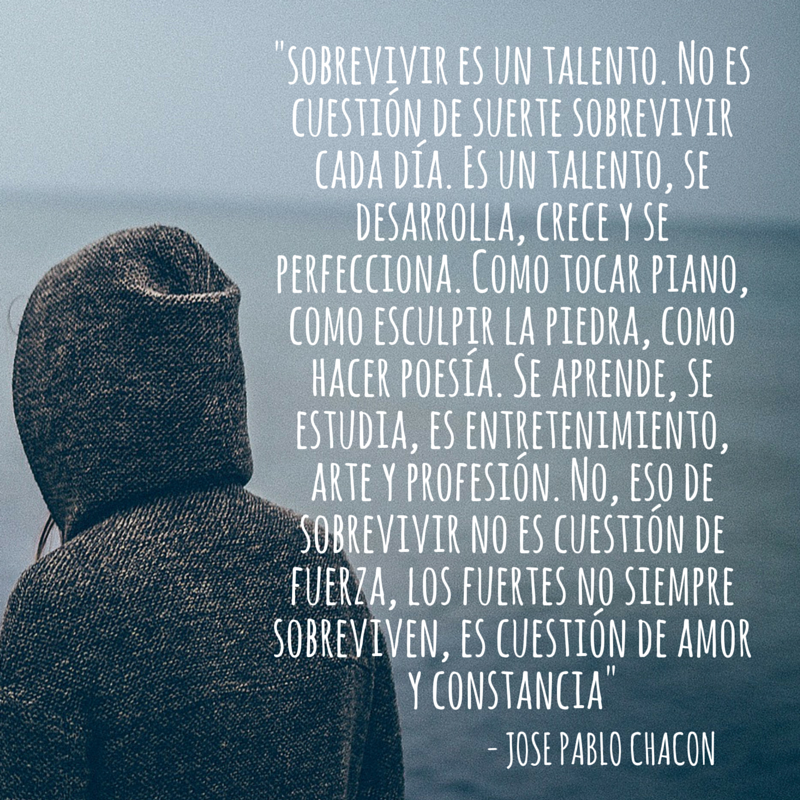 "SOBREVIVIR ES UN TALENTO. NO ES
CUESTIÓN DE SUERTE SOBREVIVIR
CADA DÍA. ES UN TALENTO, SE
DESARROLLA, CRECE Y SE
PERFECCIONA. COMO TOCAR PIANO,
COMO ESCULPIR LA PIEDRA, COMO
HACER POESÍA. SE APRENDE, SE
ESTUDIA, ES ENTRETENIMIENTO,
ARTE Y PROFESIÓN. NO, ESO DE
SOBREVIVIR NO ES CUESTIÓN DE
FUERZA, LOS FUERTES NO SIEMPRE
SOBREVIVEN, ES CUESTIÓN DE AMOR
Y CONSTANCIA"
- JOSE PABLO CHACON